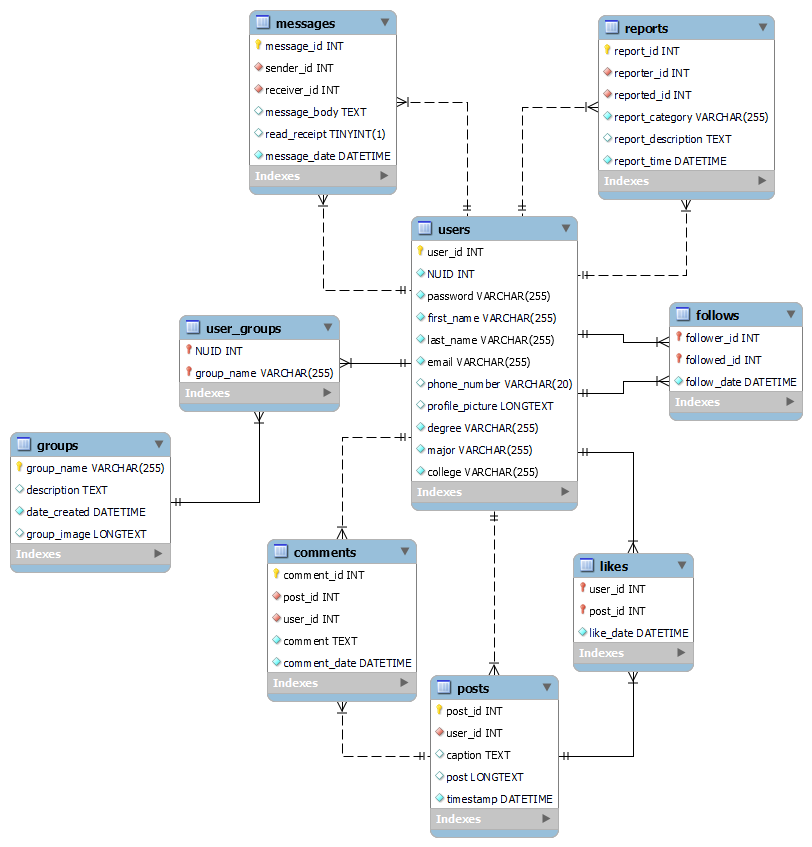 messages
message_id INT
sender_id INT
receiver_id INT
message_body TEXT
read_receipt TINYINT(1)
message_date DATETIME
Indexes
reports
report_id INT
reporter_id INT
reported_id INT
report_category VARCHAR(255)
report_description TEXT
report_time DATETIME
Indexes
users
user_id INT
NUID INT
password VARCHAR(255)
first_name VARCHAR(255)
last_name VARCHAR(255)
email VARCHAR(255)
phone_number VARCHAR(20)
profile_picture LONGTEXT
degree VARCHAR(255)
major VARCHAR(255)
college VARCHAR(255)
Indexes
follows
follower_id INT
followed_id INT
follow_date DATETIME
Indexes
user_groups
NUID INT
group_name VARCHAR(255)
Indexes
groups
group_name VARCHAR(255)
description TEXT
date_created DATETIME
group_image LONGTEXT
Indexes
comments
comment_id INT
post_id INT
user_id INT
comment TEXT
comment_date DATETIME
Indexes
likes
user_id INT
post_id INT
like_date DATETIME
Indexes
posts
post_id INT
user_id INT
caption TEXT
post LONGTEXT
timestamp DATETIME
Indexes